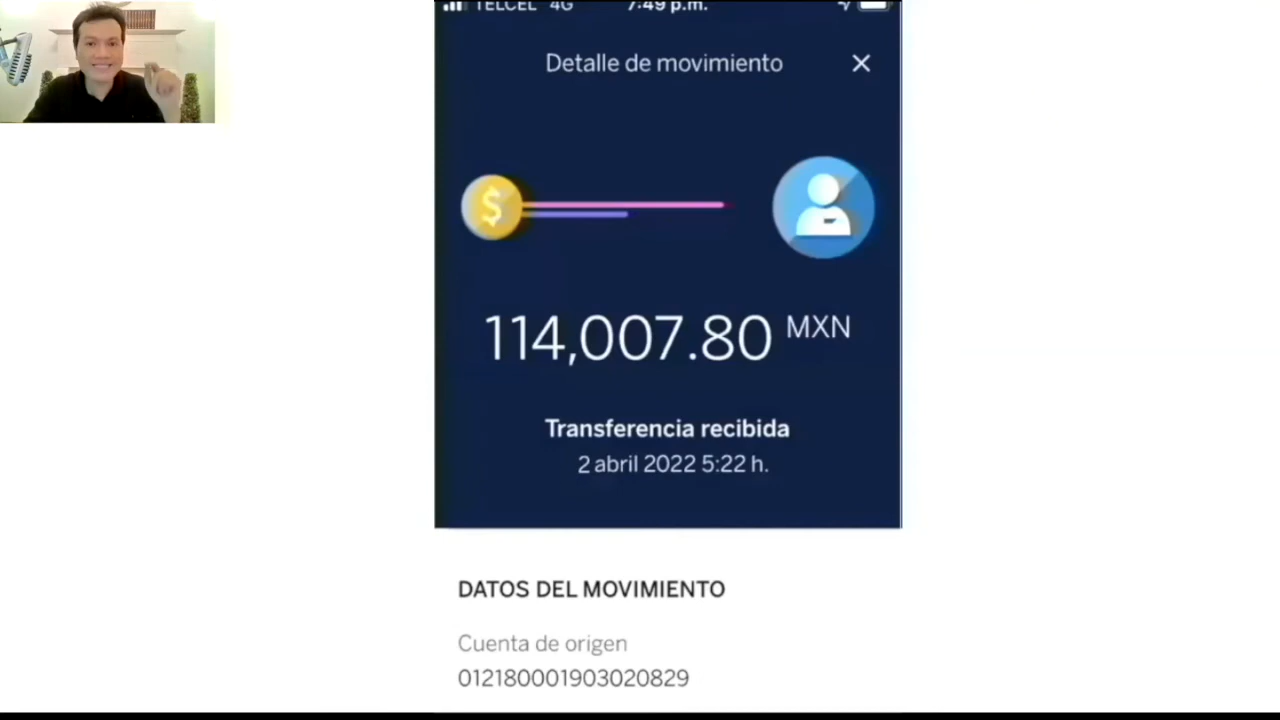 TELCEL 4G 7:49 p.m.
Detalle de movimiento
114,007.80 MXN
Transferencia recibida
2 abril 2022 5:22 h.
DATOS DEL MOVIMIENTO
Cuenta de origen
012180001903020829